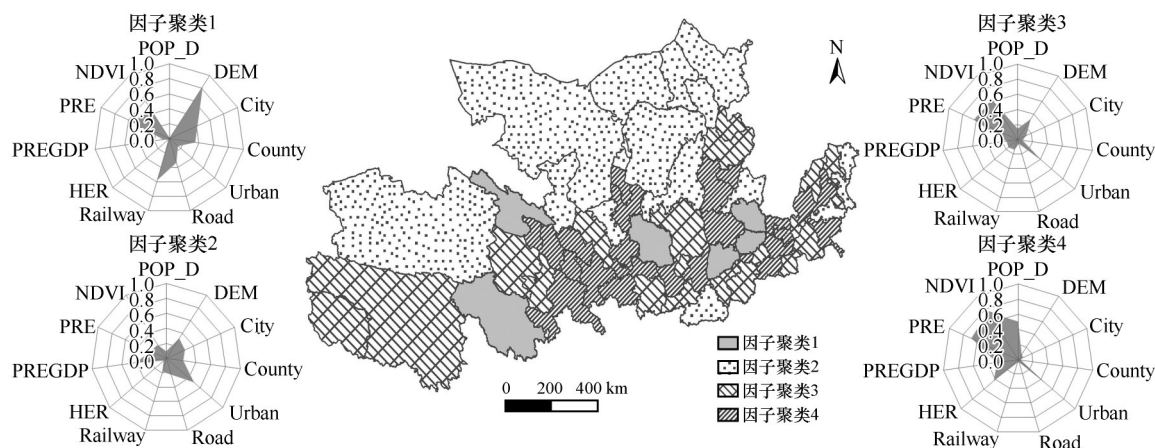 因子聚类1
POP_D
DEM
City
County
Urban
Road
Railway
HER
PREGDP
PRE
NDVI
1.0
0.8
0.6
0.4
0.2
0.0
因子聚类2
POP_D
DEM
City
County
Urban
Road
Railway
HER
PREGDP
PRE
NDVI
1.0
0.8
0.6
0.4
0.2
0.0
N
0 200 400 km
因子聚类1
因子聚类2
因子聚类3
因子聚类4
因子聚类3
POP_D
DEM
City
County
Urban
Road
Railway
HER
PREGDP
PRE
NDVI
1.0
0.8
0.6
0.4
0.2
0.0
因子聚类4
POP_D
DEM
City
County
Urban
Road
Railway
HER
PREGDP
PRE
NDVI
1.0
0.8
0.6
0.4
0.2
0.0